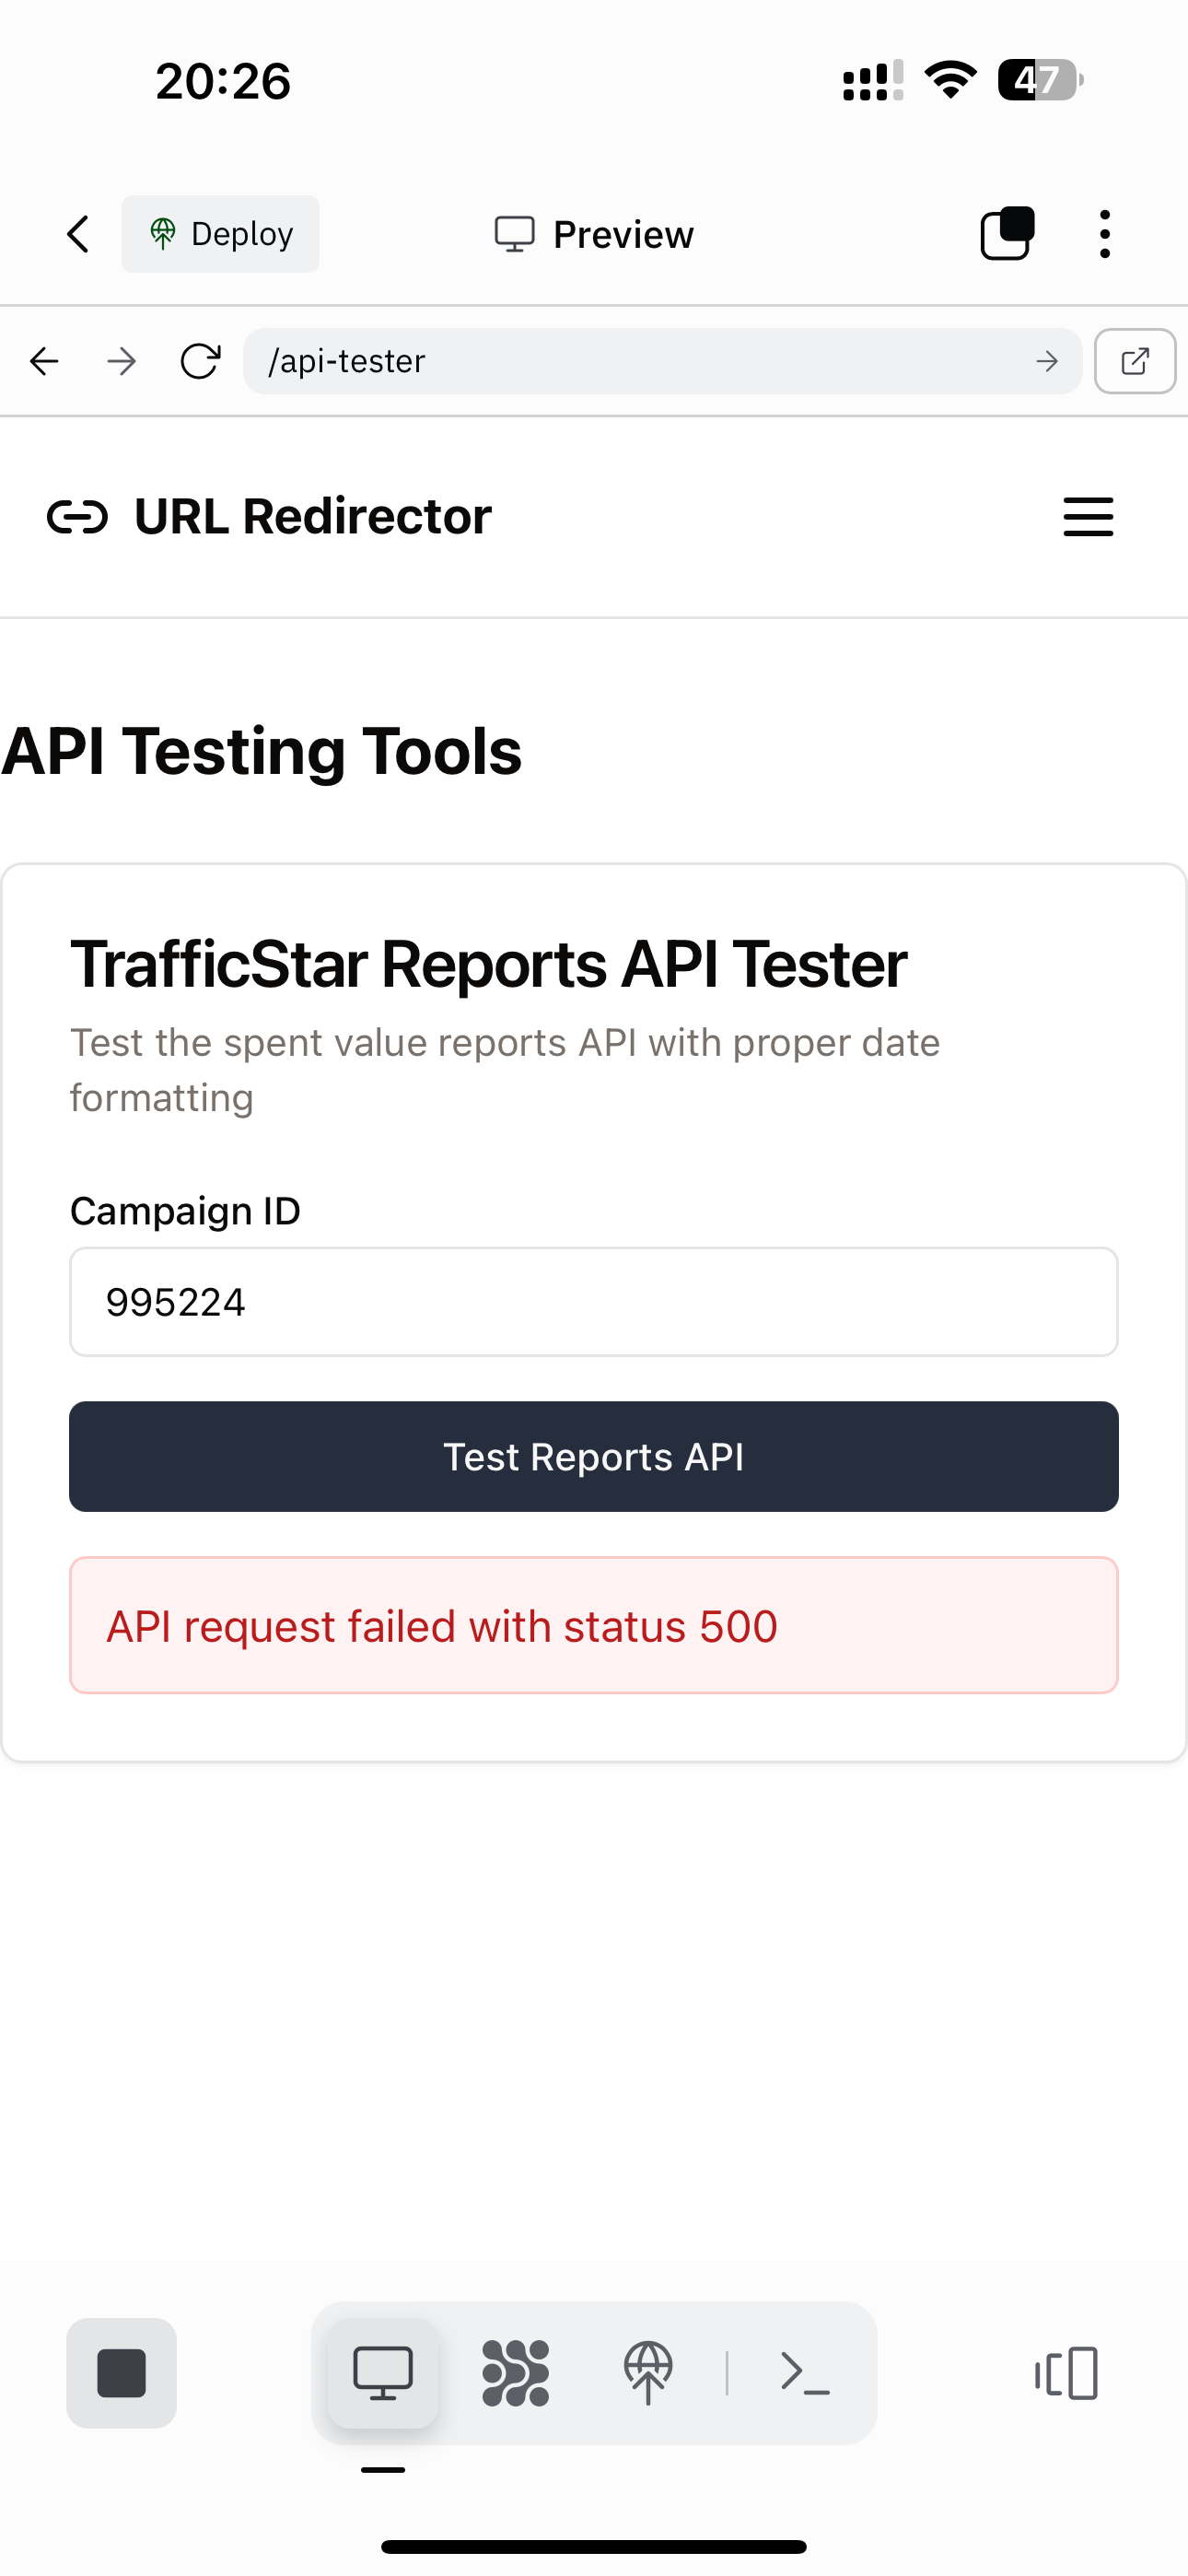 20:26
47
Deploy
Preview
/api-tester
URL Redirector
API Testing Tools
TrafficStar Reports API Tester
Test the spent value reports API with proper date
formatting
Campaign ID
995224
Test Reports API
API request failed with status 500